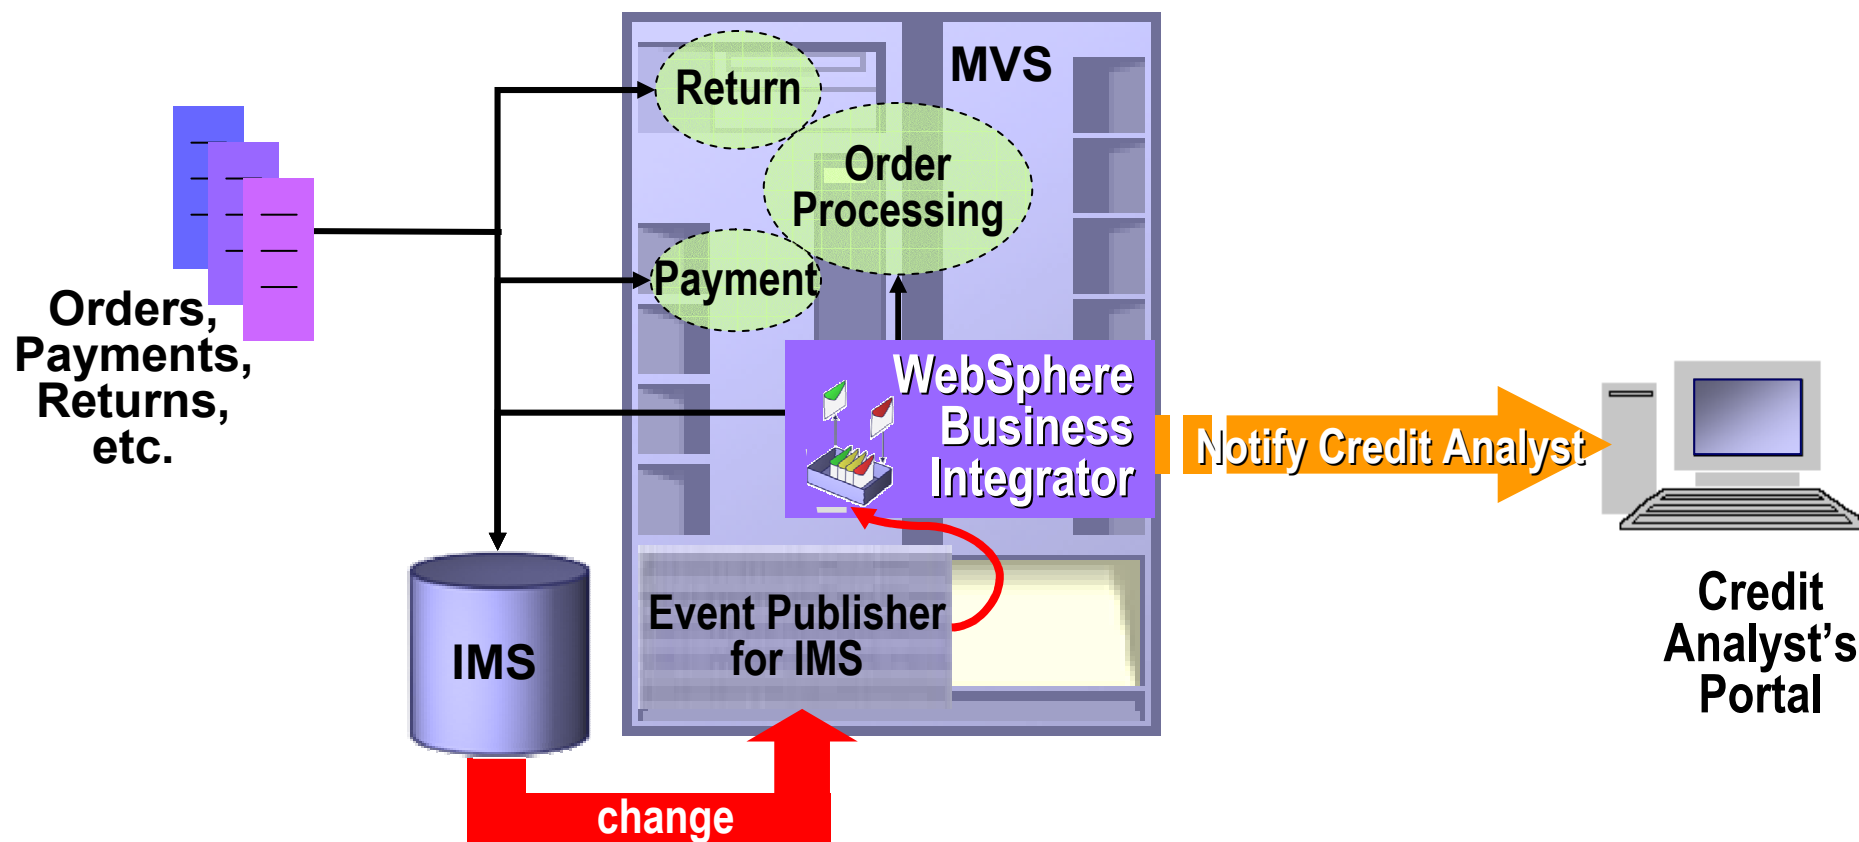 MVS
Return
Order
Processing
Payment
Orders,
Payments,
Returns,
etc.
WebSphere
Business
Integrator
Notify Credit Analyst
IMS
Event Publisher
for IMS
Credit
Analyst’s
Portal
change